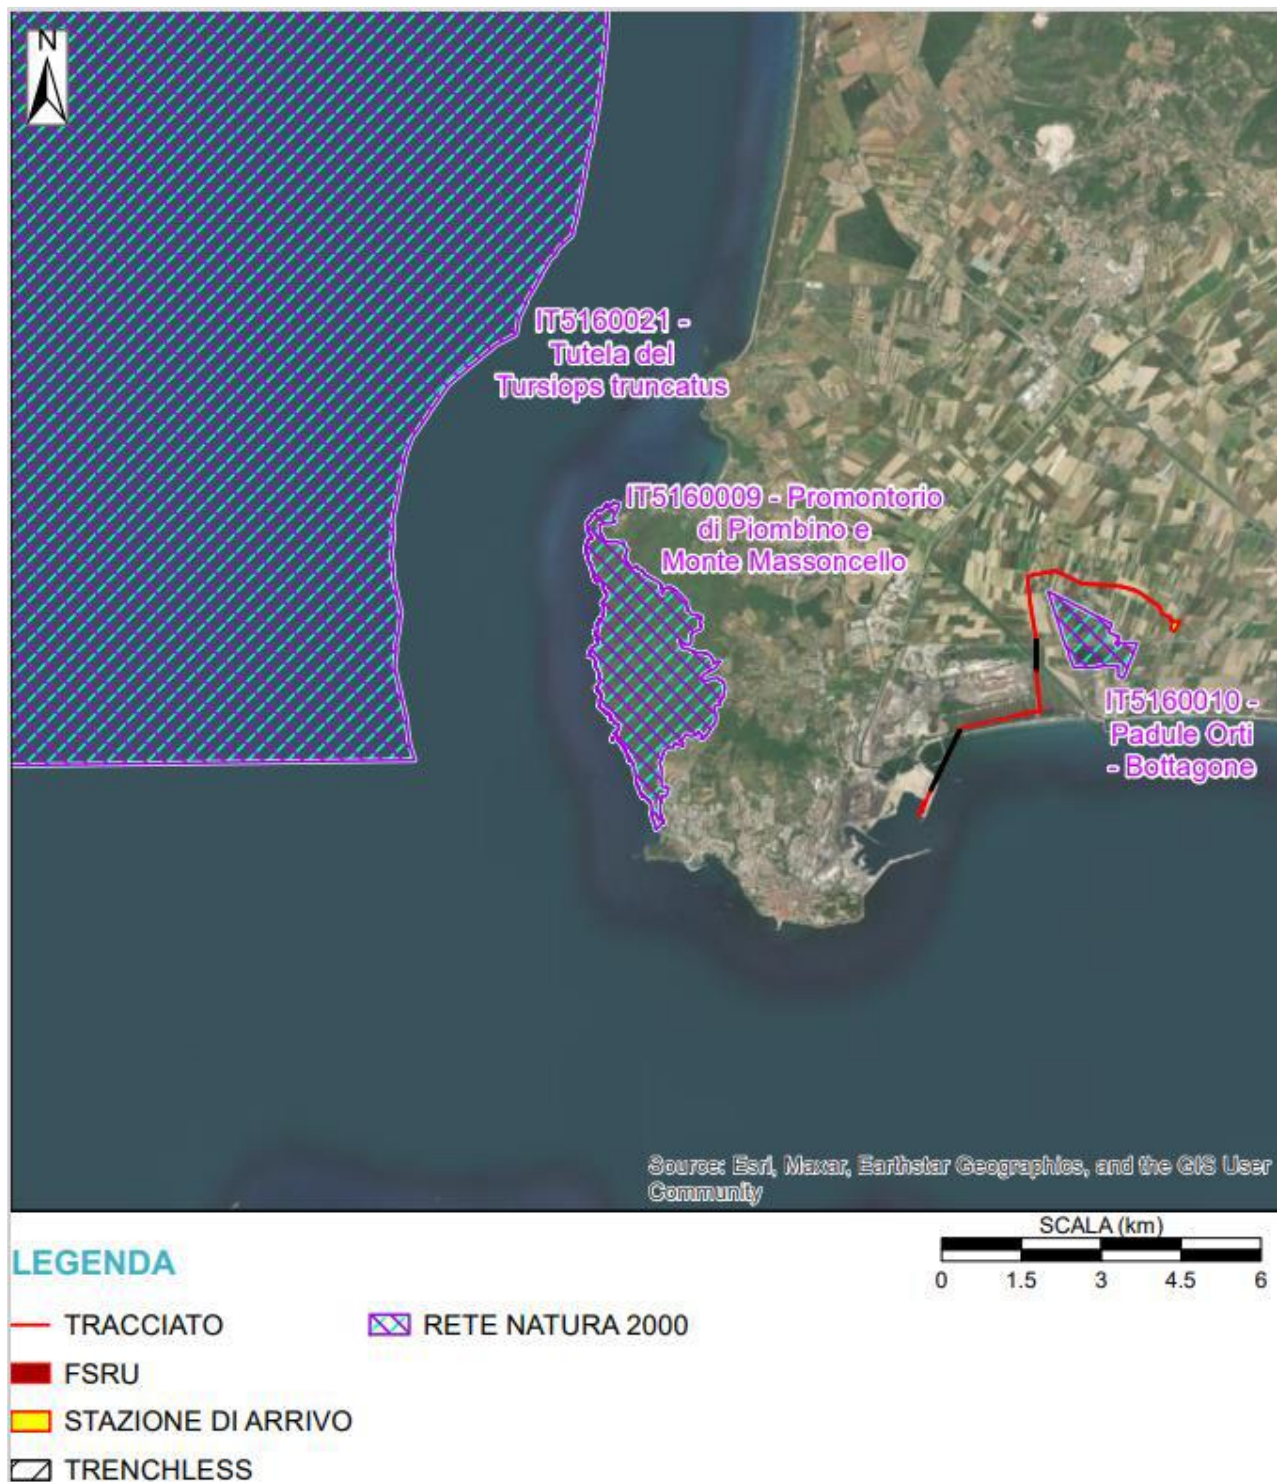 N
IT5160021 -
Tutela del
Tursiops truncatus
IT5160009 - Promontorio
di Piombino e
Monte Massoncello
IT5160010 -
Padule Orti
- Bottagone
Source: Esri, Maxar, Earthstar Geographics, and the GIS User
Community
SCALA (km)
0 1.5 3 4.5 6
LEGENDA
TRACCIATO
RETE NATURA 2000
FSRU
STAZIONE DI ARRIVO
TRENCHLESS